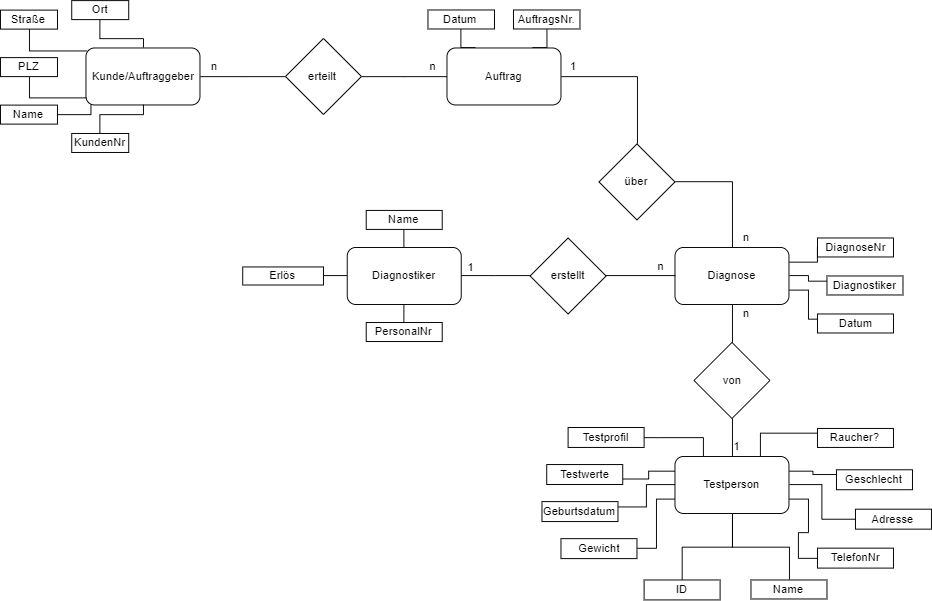 Ort
Straße
Datum
AuftragsNr.
PLZ
Kunde/Auftraggeber
n
erteilt
n
Auftrag
1
Name
KundenNr
über
Name
n
DiagnoseNr
Erlös
Diagnostiker
1
erstellt
n
Diagnose
Diagnostiker
PersonalNr
n
Datum
von
Testprofil
1
Raucher?
Testwerte
Testperson
Geschlecht
Geburtsdatum
Adresse
Gewicht
TelefonNr
ID
Name